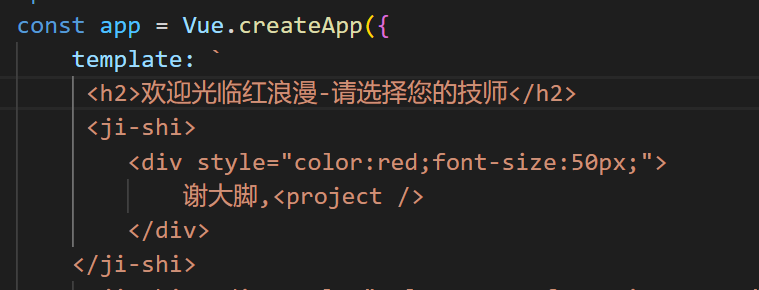 const app = Vue.createApp({
template: `
<h2>欢迎光临红浪漫-请选择您的技师</h2>
<ji-shi>
<div style="color:red;font-size:50px;">
谢大脚,<project />
</div>
</ji-shi>